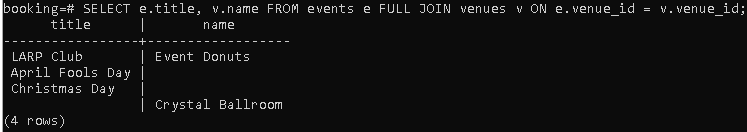 booking=# SELECT e.title, v.name FROM events e FULL JOIN venues v ON e.venue_id = v.venue_id;
      title      |      name
-----------------+-----------------
 LARP Club       | Event Donuts
 April Fools Day |
 Christmas Day   |
                 | Crystal Ballroom
(4 rows)